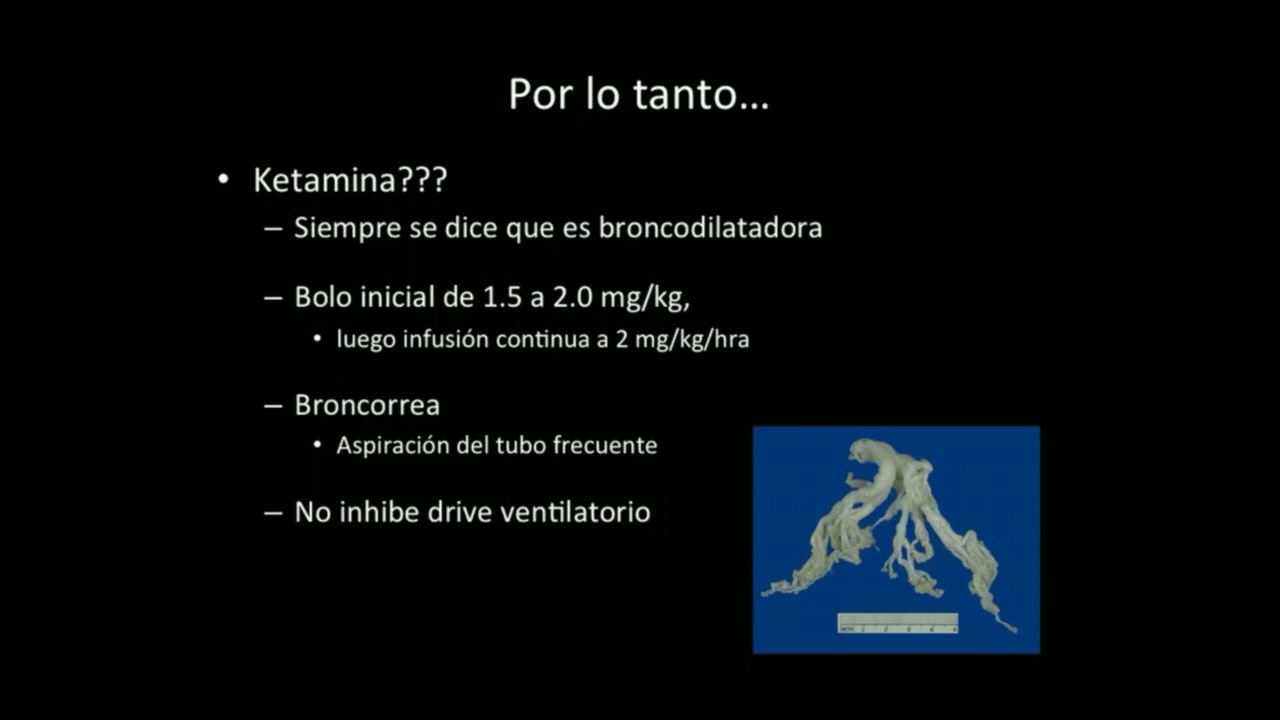 Por lo tanto...
• Ketamina???
– Siempre se dice que es broncodilatadora
– Bolo inicial de 1.5 a 2.0 mg/kg,
• luego infusión continua a 2 mg/kg/hra
– Broncorrea
• Aspiración del tubo frecuente
– No inhibe drive ventilatorio